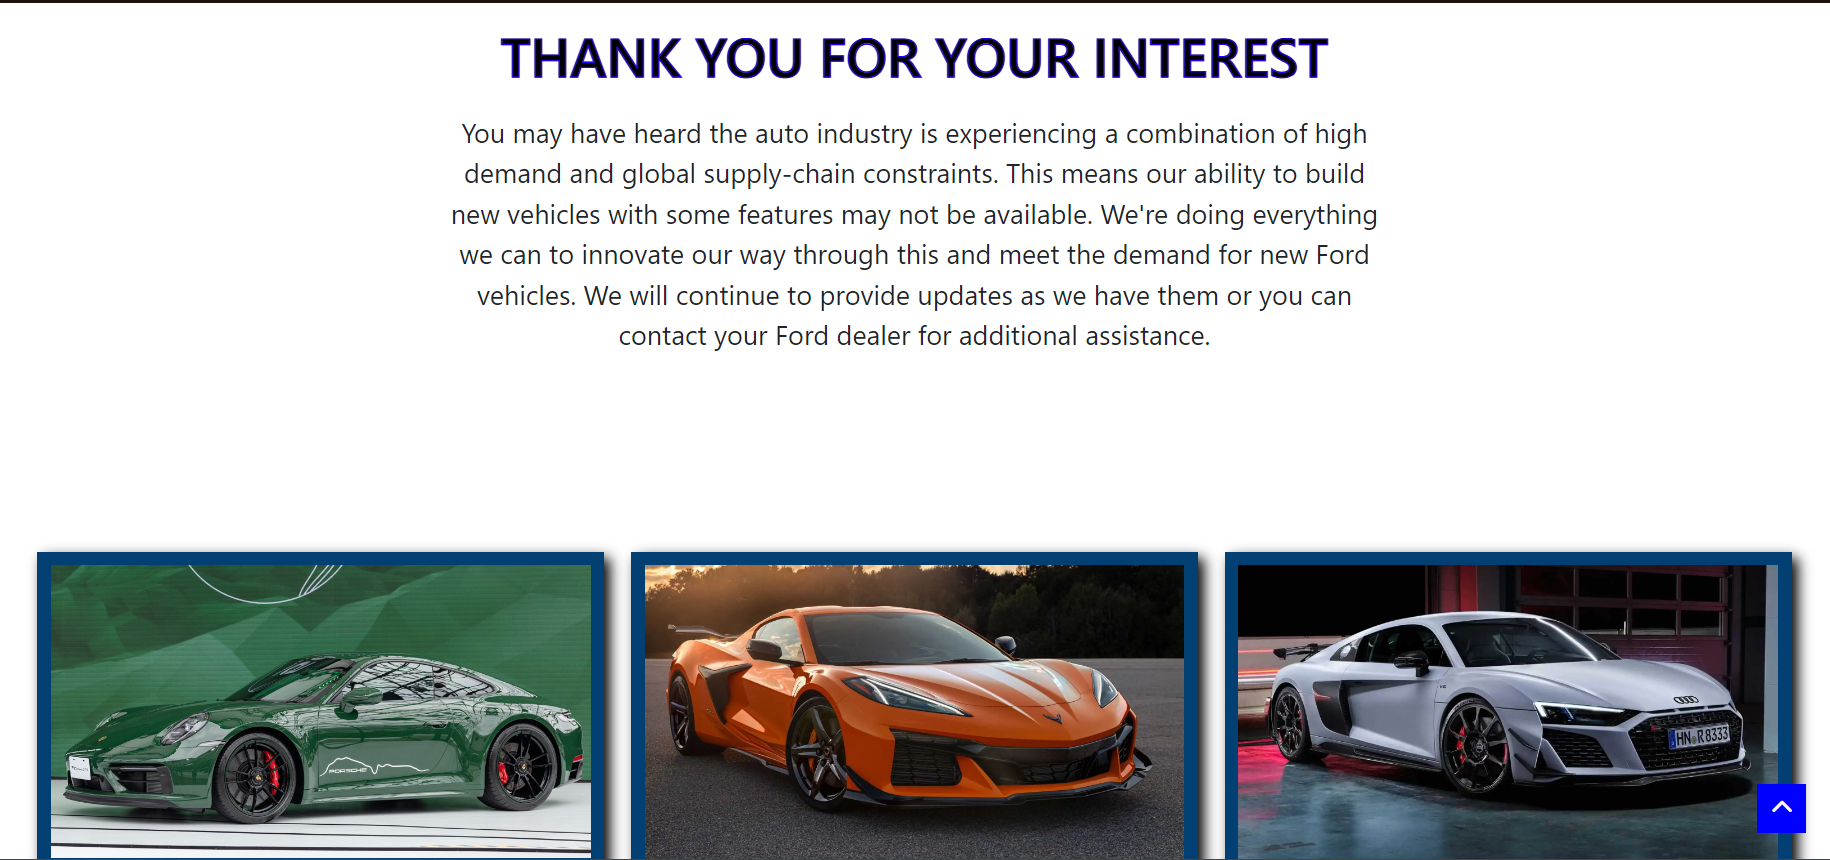 THANK YOU FOR YOUR INTEREST
You may have heard the auto industry is experiencing a combination of high
demand and global supply-chain constraints. This means our ability to build
new vehicles with some features may not be available. We're doing everything
we can to innovate our way through this and meet the demand for new Ford
vehicles. We will continue to provide updates as we have them or you can
contact your Ford dealer for additional assistance.
PORSCHE
HN R 8333